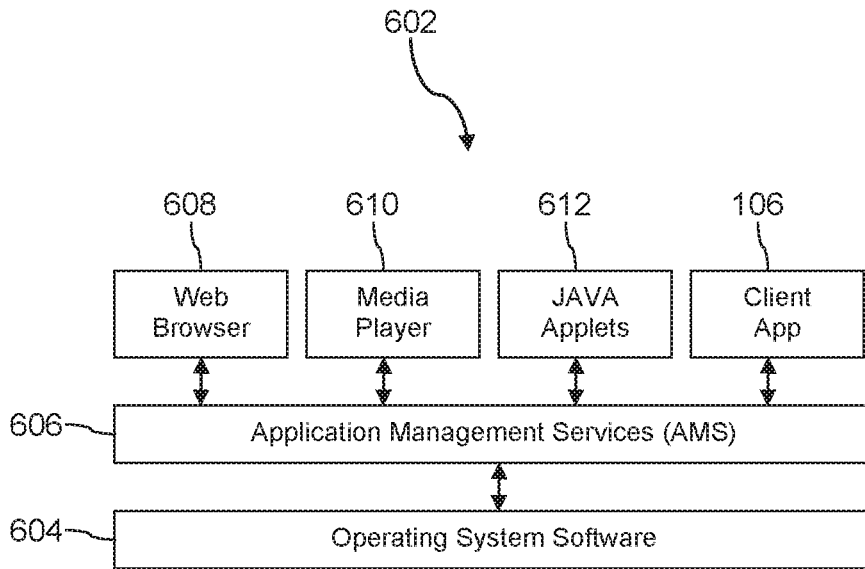 602
608
610
612
106
Web
Browser
Media
Player
JAVA
Applets
Client
App
606
Application Management Services (AMS)
604
Operating System Software